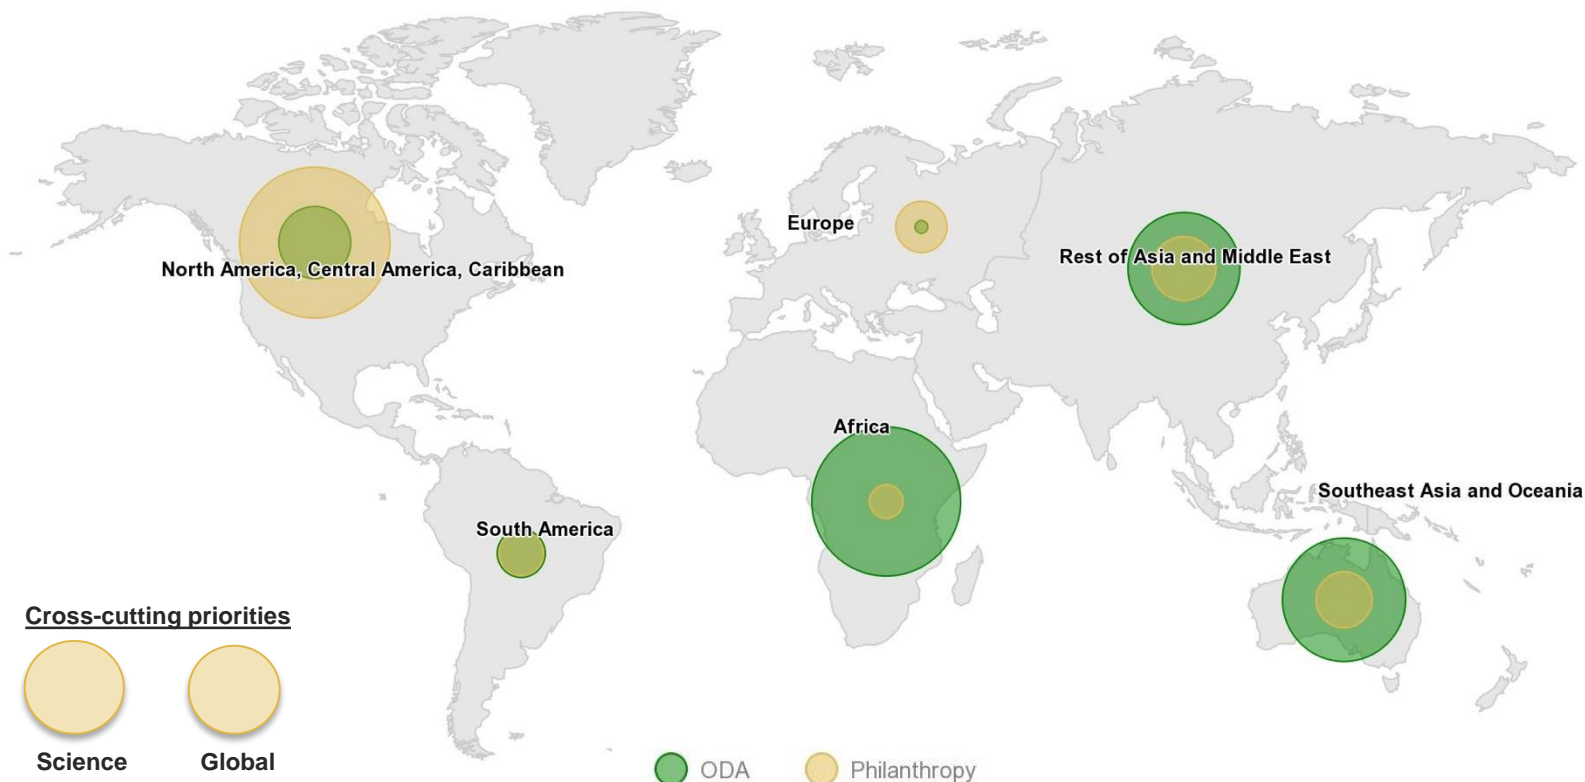 Europe
Rest of Asia and Middle East
North America, Central America, Caribbean
Africa
Southeast Asia and Oceania
South America
Cross-cutting priorities
Science
Global
ODA
Philanthropy